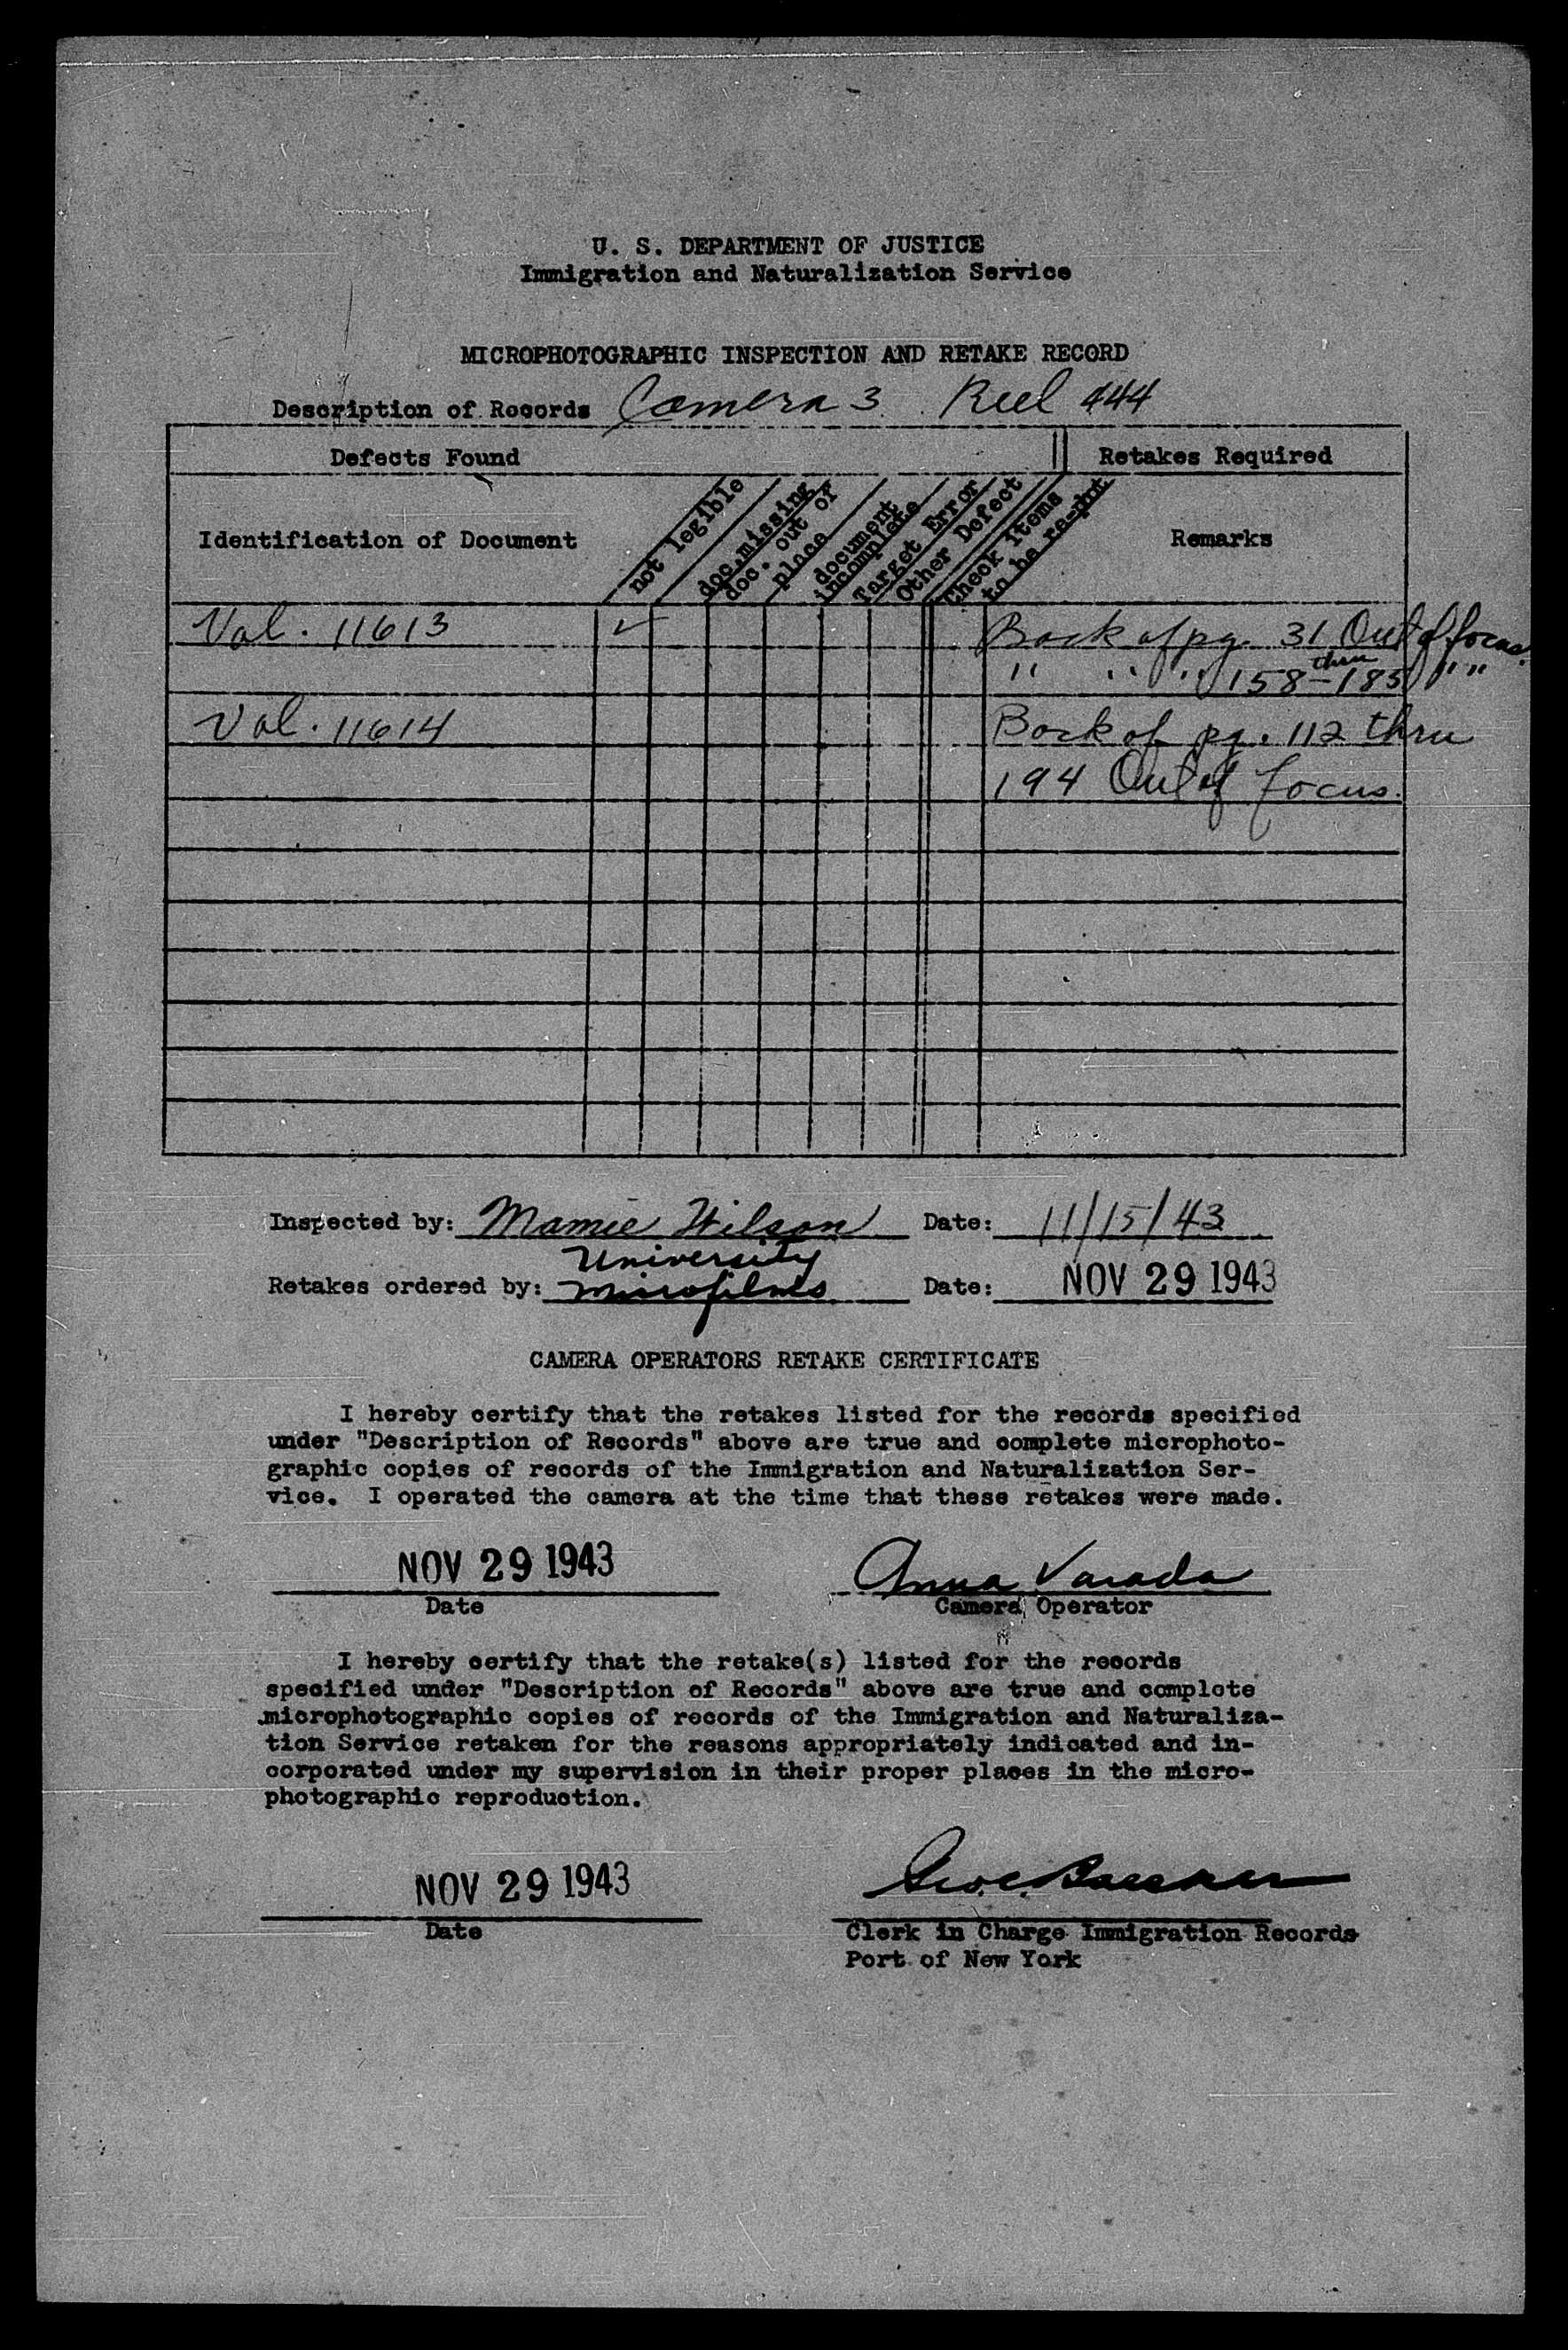 U. S. DEPARTMENT OF JUSTICE
Immigration and Naturalization Service
MICROPHOTOGRAPHIC INSPECTION AND RETAKE RECORD
Description of Records Camera 3 Reel 444
Defects Found Retakes Required
Identification of Document
not legible
doc. missing
doc. out of
place
document
incomplete
Target Error
Other Defect
Check items
to be re-pht
Remarks
Vol. 11613 ✓ Back of pg. 31 Out of focus.
" " " 158 thru - 185 " "
Vol. 11614 Back of pg. 112 thru
194 Out of focus.
Inspected by: Mamie Wilson Date: 11/15/43
University
Retakes ordered by: Microfilms Date: NOV 29 1943
CAMERA OPERATORS RETAKE CERTIFICATE
I hereby certify that the retakes listed for the records specified
under "Description of Records" above are true and complete microphoto-
graphic copies of records of the Immigration and Naturalization Ser-
vice. I operated the camera at the time that these retakes were made.
NOV 29 1943 Anna Varada
Date Camera Operator
I hereby certify that the retake(s) listed for the records
specified under "Description of Records" above are true and complete
microphotographic copies of records of the Immigration and Naturaliza-
tion Service retaken for the reasons appropriately indicated and in-
corporated under my supervision in their proper places in the micro-
photographic reproduction.
NOV 29 1943
Date Clerk in Charge Immigration Records
Port of New York